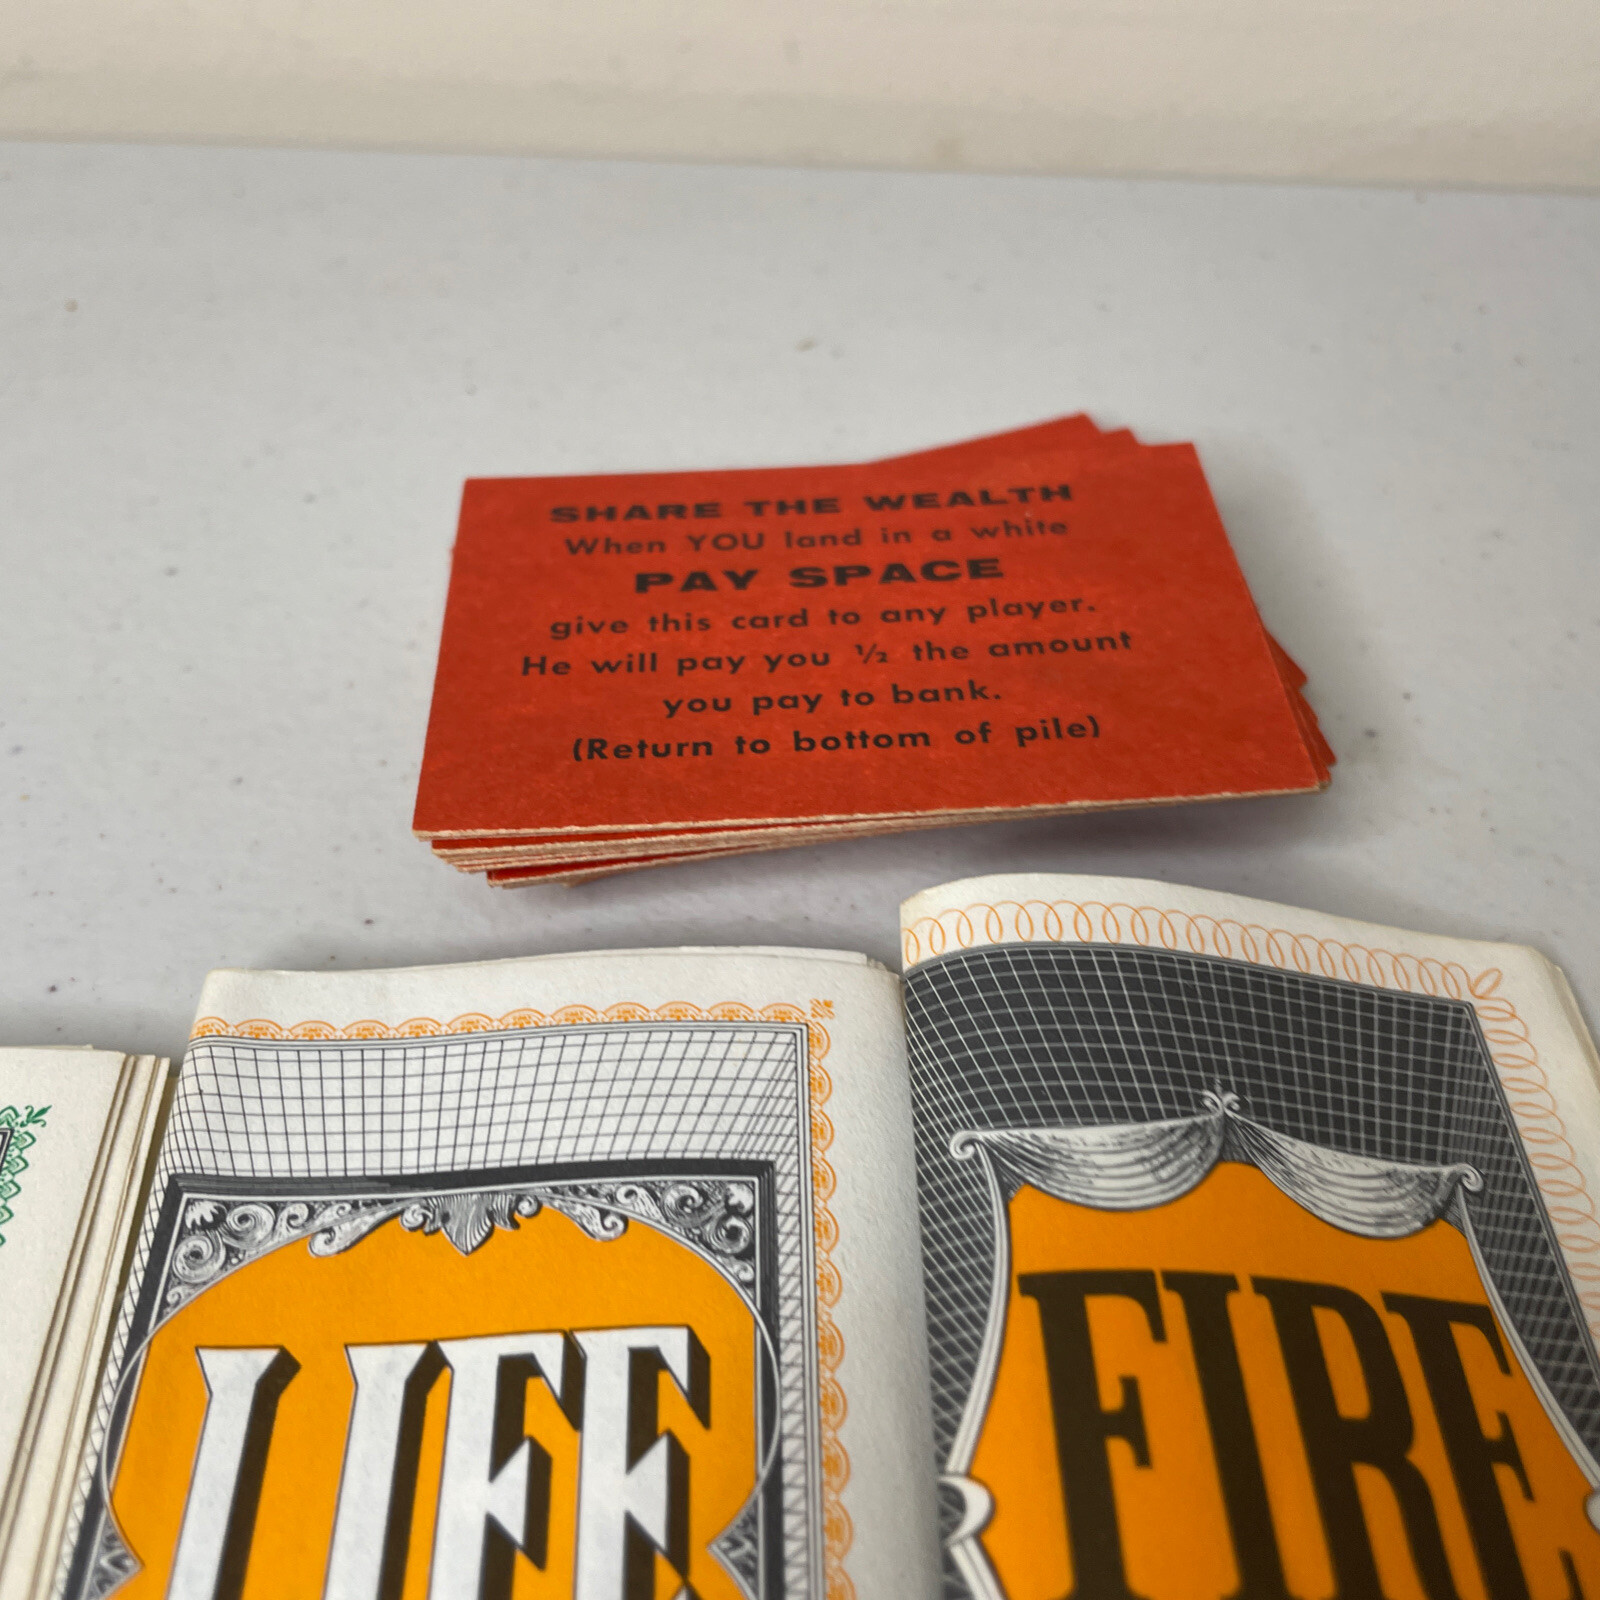 SHARE THE WEALTH
When YOU land in a white
PAY SPACE
give this card to any player.
He will pay you ½ the amount
you pay to bank.
(Return to bottom of pile)
LIFE
FIRE